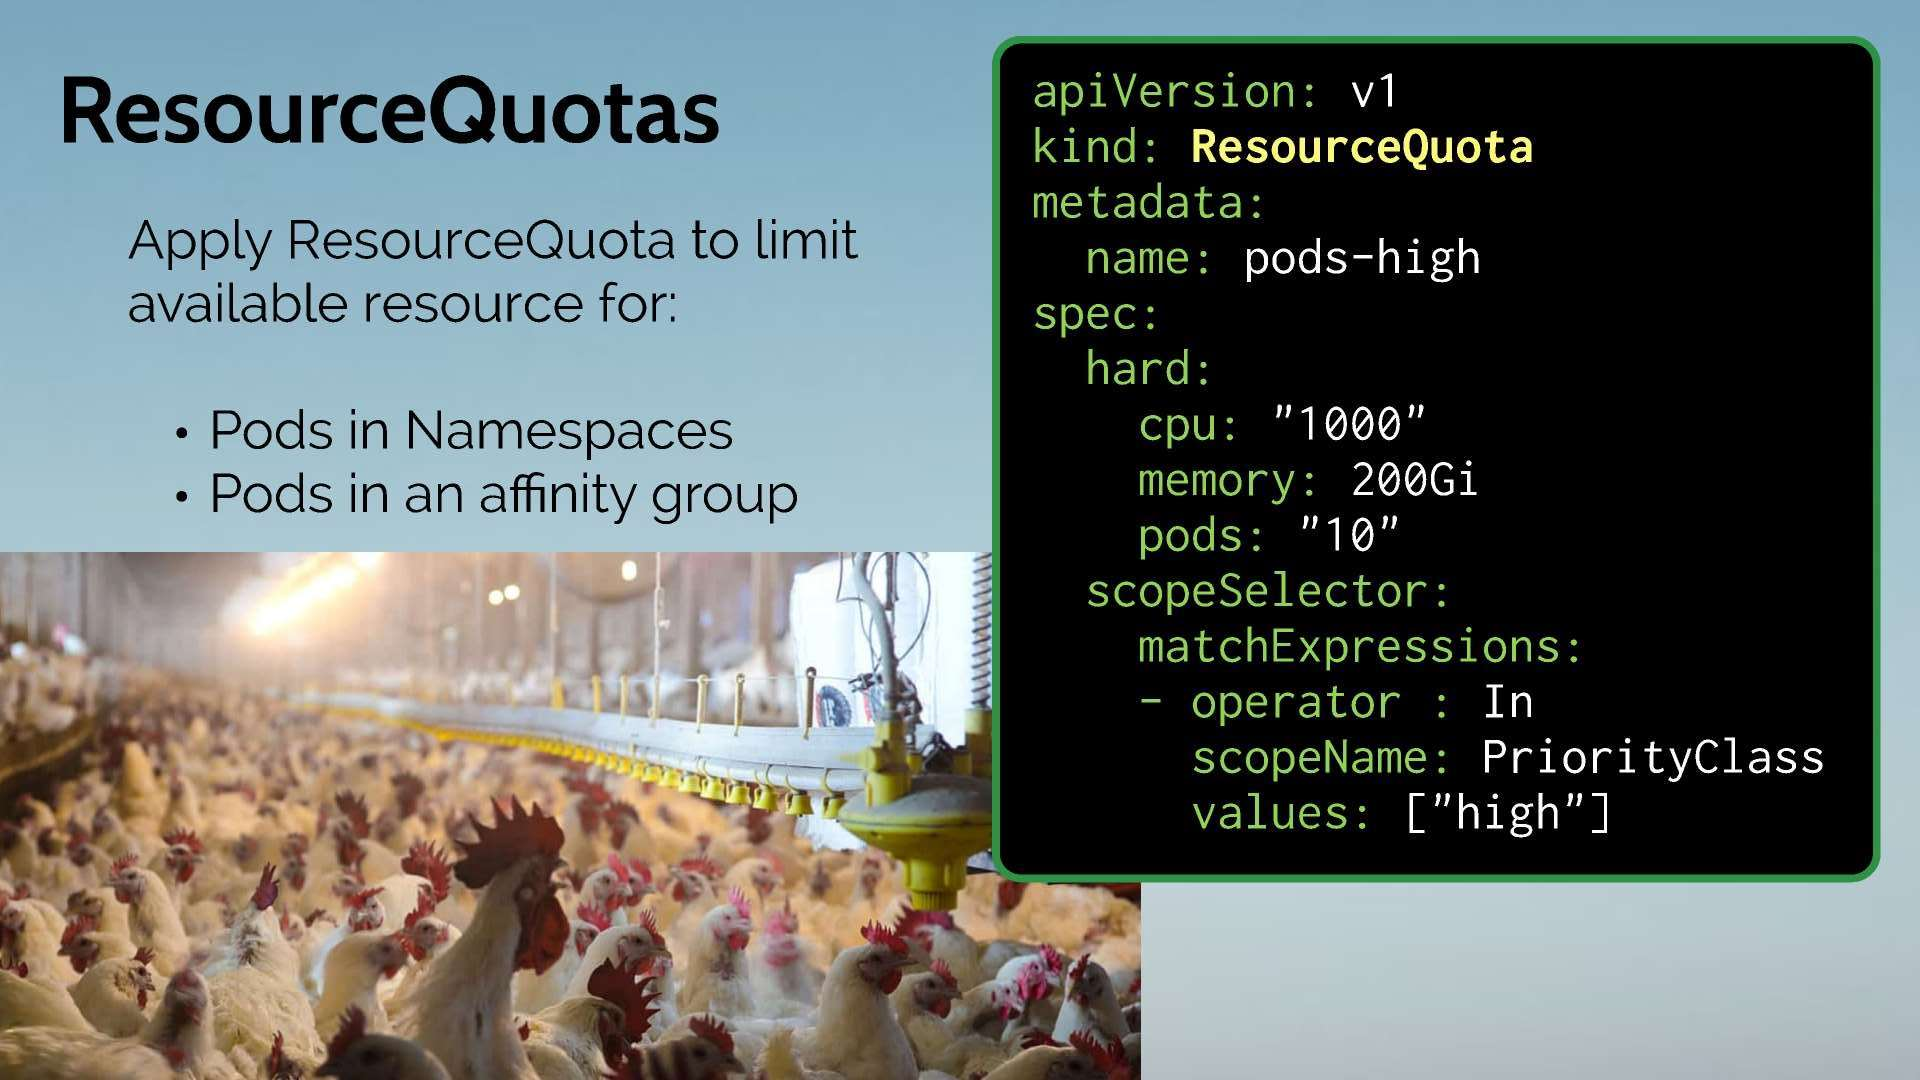 ResourceQuotas
Apply ResourceQuota to limit
available resource for:
• Pods in Namespaces
• Pods in an affinity group
apiVersion: v1
kind: ResourceQuota
metadata:
  name: pods-high
spec:
  hard:
    cpu: "1000"
    memory: 200Gi
    pods: "10"
  scopeSelector:
    matchExpressions:
    - operator : In
      scopeName: PriorityClass
      values: ["high"]